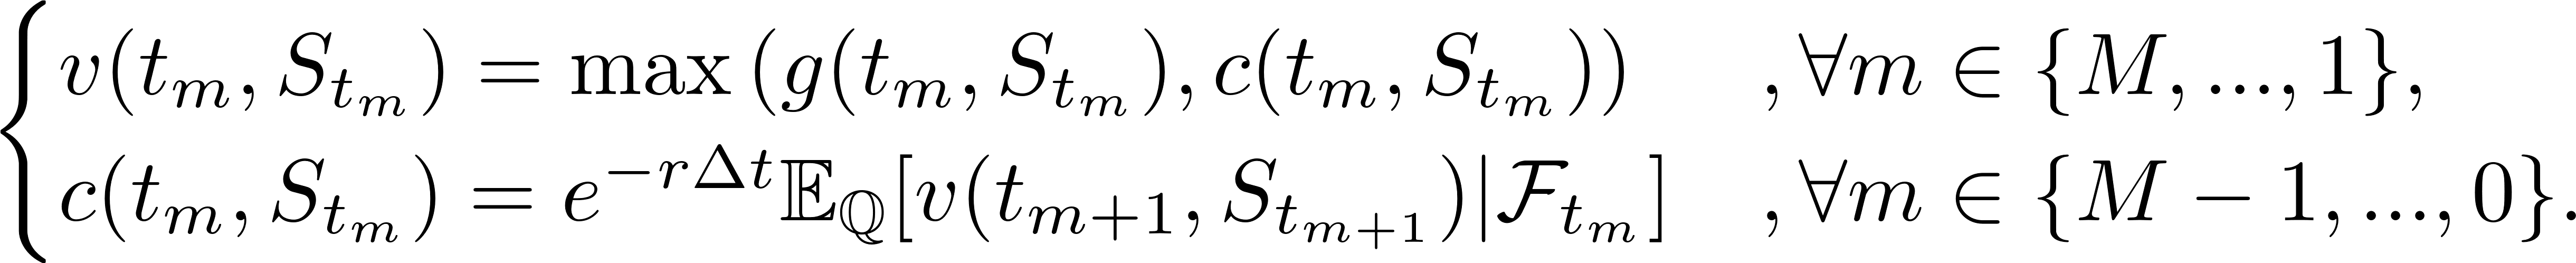 v(t_m, S_{t_m}) = max (g(t_m, S_{t_m}), c(t_m, S_{t_m})) , ∀m ∈ {M, ..., 1},
c(t_m, S_{t_m}) = e^{−rΔt} 𝔼_ℚ[v(t_{m+1}, S_{t_{m+1}})|ℱ_{t_m}] , ∀m ∈ {M − 1, ..., 0}.